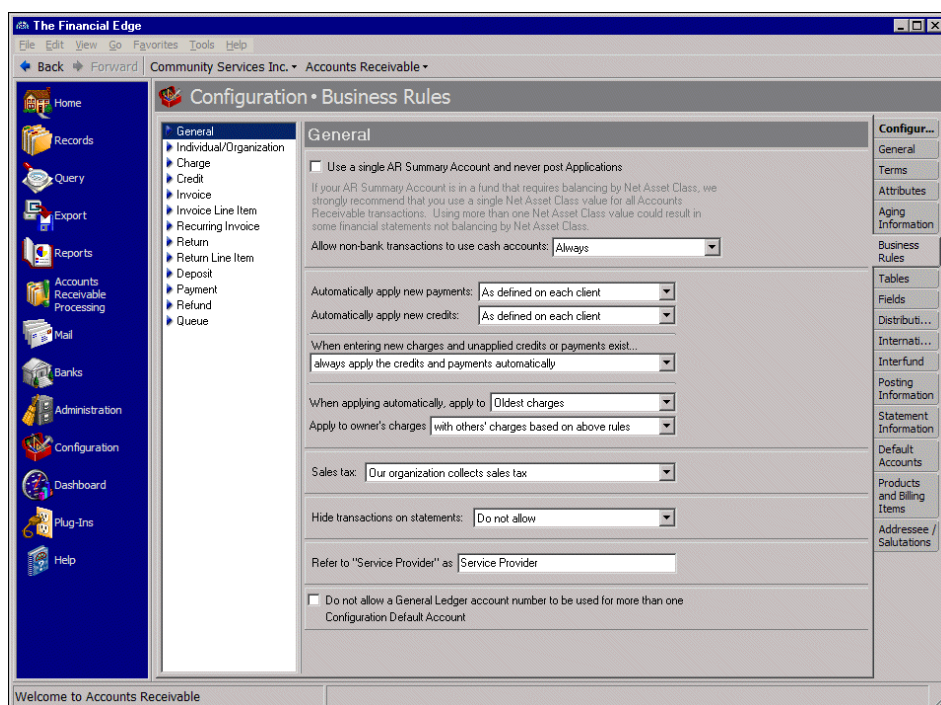 The Financial Edge
File Edit View Go Favorites Tools Help
Back Forward Community Services Inc. Accounts Receivable
Home
Records
Query
Export
Reports
Accounts
Receivable
Processing
Mail
Banks
Administration
Configuration
Dashboard
Plug-Ins
Help
Configuration • Business Rules
General
Individual/Organization
Charge
Credit
Invoice
Invoice Line Item
Recurring Invoice
Return
Return Line Item
Deposit
Payment
Refund
Queue
General
Use a single AR Summary Account and never post Applications
If your AR Summary Account is in a fund that requires balancing by Net Asset Class, we
strongly recommend that you use a single Net Asset Class value for all Accounts
Receivable transactions. Using more than one Net Asset Class value could result in
some financial statements not balancing by Net Asset Class.
Allow non-bank transactions to use cash accounts: Always
Automatically apply new payments: As defined on each client
Automatically apply new credits: As defined on each client
When entering new charges and unapplied credits or payments exist...
always apply the credits and payments automatically
When applying automatically, apply to Oldest charges
Apply to owner's charges with others' charges based on above rules
Sales tax: Our organization collects sales tax
Hide transactions on statements: Do not allow
Refer to "Service Provider" as Service Provider
Do not allow a General Ledger account number to be used for more than one
Configuration Default Account
Configur...
General
Terms
Attributes
Aging
Information
Business
Rules
Tables
Fields
Distributi...
Internati...
Interfund
Posting
Information
Statement
Information
Default
Accounts
Products
and Billing
Items
Addressee /
Salutations
Welcome to Accounts Receivable